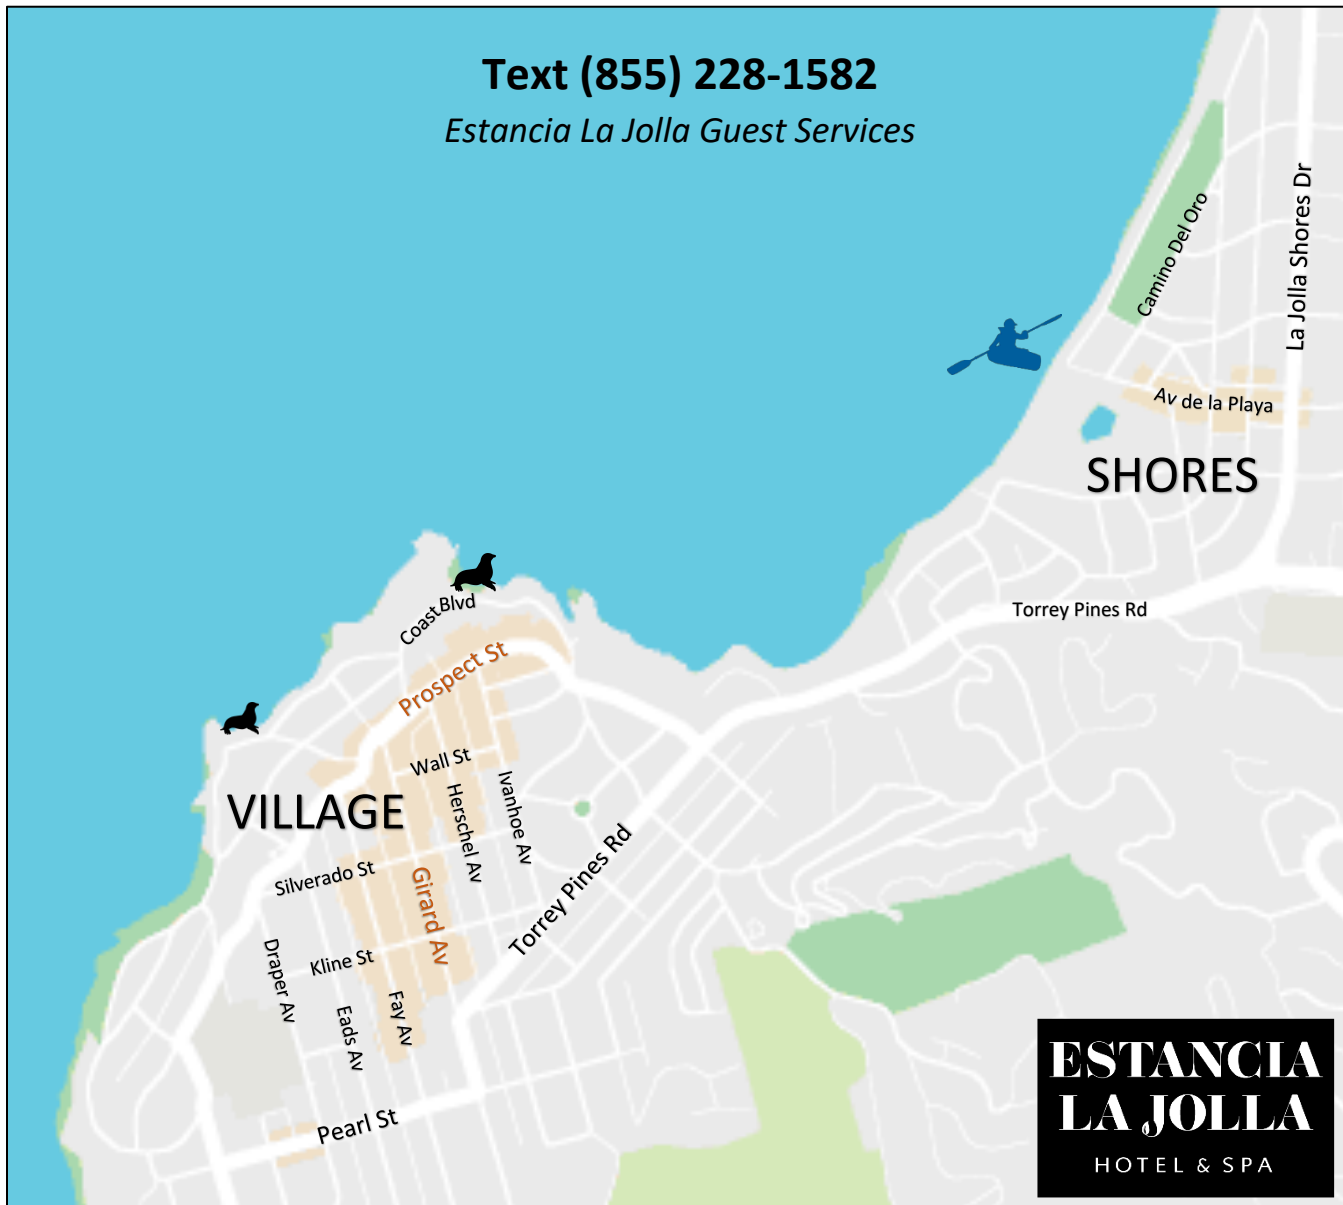 Text (855) 228-1582
Estancia La Jolla Guest Services
La Jolla Shores Dr
Camino Del Oro
Av de la Playa
SHORES
Torrey Pines Rd
Coast Blvd
Prospect St
Wall St
Ivanhoe Av
Herschel Av
VILLAGE
Silverado St
Girard Av
Torrey Pines Rd
Kline St
Draper Av
Eads Av
Fay Av
Pearl St
ESTANCIA
LA JOLLA
HOTEL & SPA